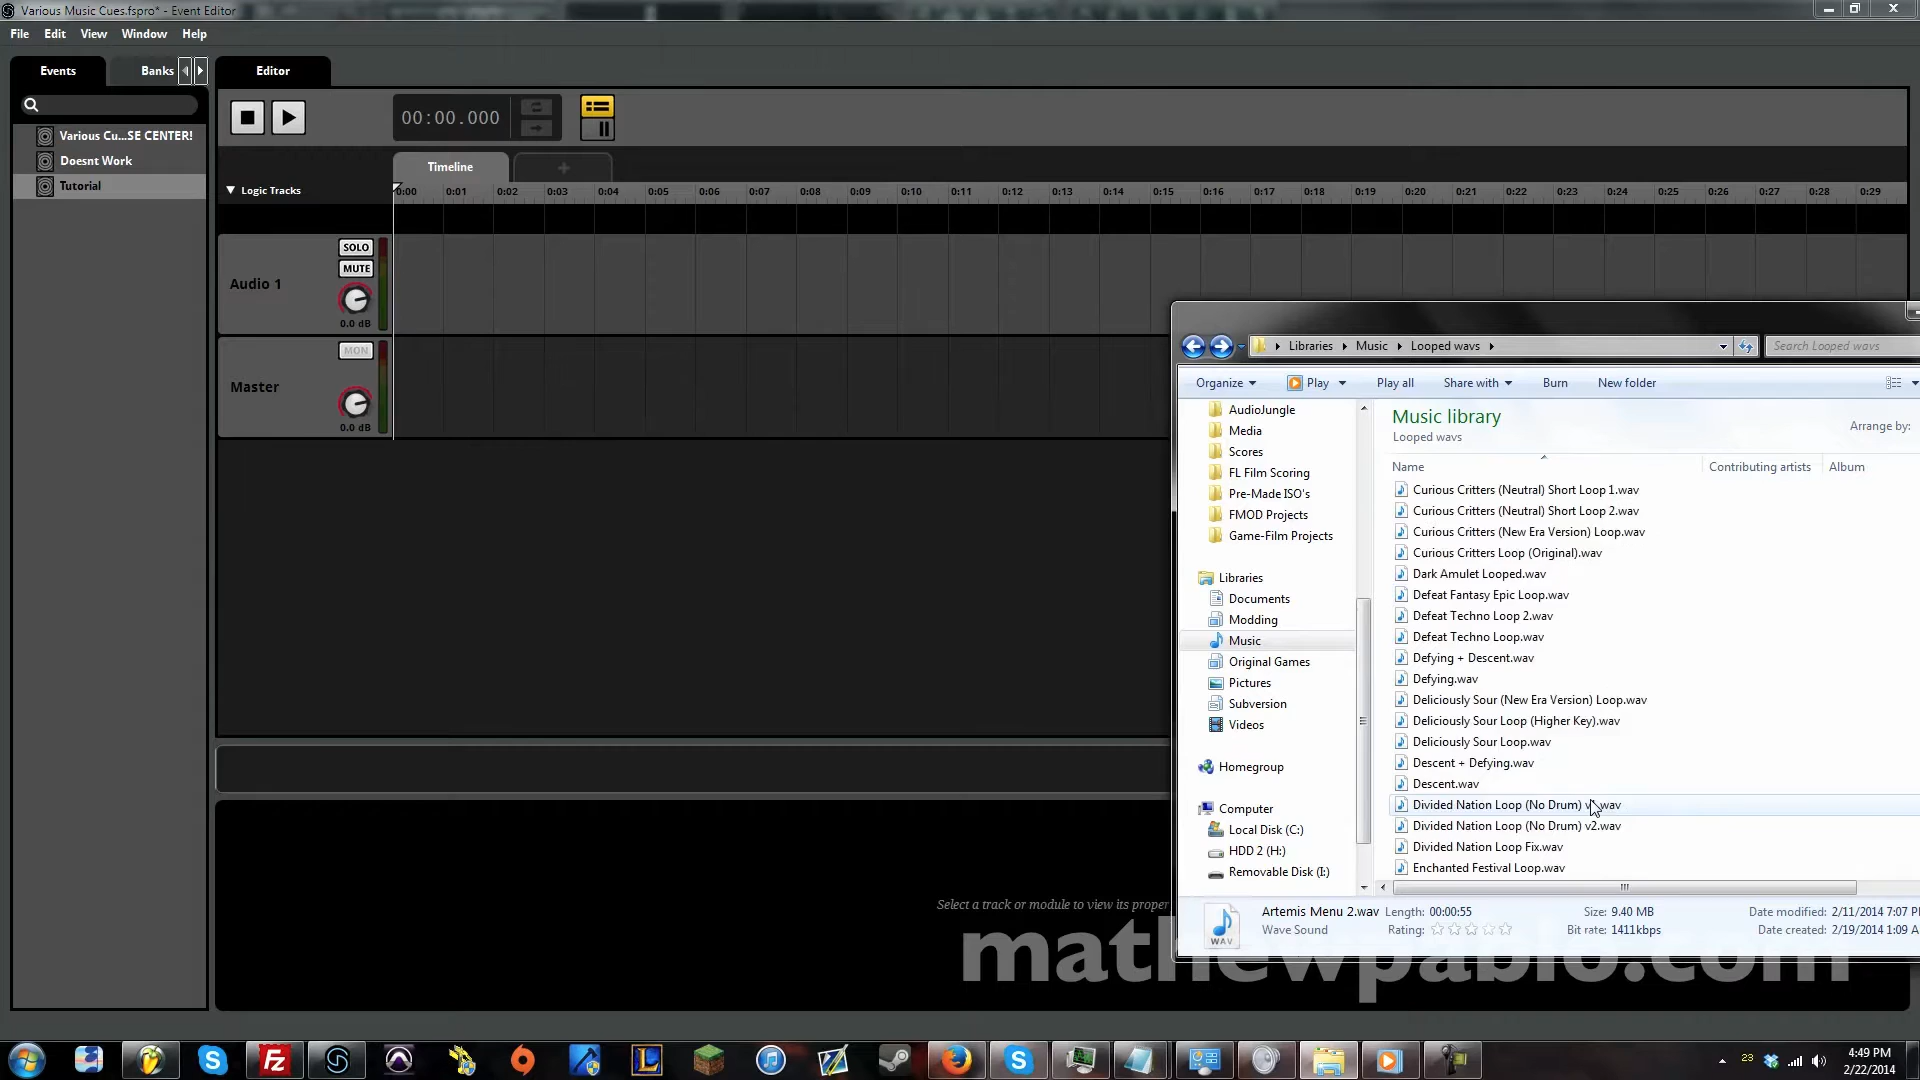 Various Music Cues.fspro* - Event Editor
File Edit View Window Help
Events Banks Editor
00:00.000
Various Cu...SE CENTER!
Doesnt Work
Tutorial
Timeline +
Logic Tracks
0:00 0:01 0:02 0:03 0:04 0:05 0:06 0:07 0:08 0:09 0:10 0:11 0:12 0:13 0:14 0:15 0:16 0:17 0:18 0:19 0:20 0:21 0:22 0:23 0:24 0:25 0:26 0:27 0:28 0:29
SOLO
MUTE
Audio 1
0.0 dB
MON
Master
0.0 dB
Libraries Music Looped wavs Search Looped wavs
Organize Play Play all Share with Burn New folder
AudioJungle
Media
Scores
FL Film Scoring
Pre-Made ISO's
FMOD Projects
Game-Film Projects
Libraries
Documents
Modding
Music
Original Games
Pictures
Subversion
Videos
Homegroup
Computer
Local Disk (C:)
HDD 2 (H:)
Removable Disk (I:)
Music library
Looped wavs
Arrange by:
Name Contributing artists Album
Curious Critters (Neutral) Short Loop 1.wav
Curious Critters (Neutral) Short Loop 2.wav
Curious Critters (New Era Version) Loop.wav
Curious Critters Loop (Original).wav
Dark Amulet Looped.wav
Defeat Fantasy Epic Loop.wav
Defeat Techno Loop 2.wav
Defeat Techno Loop.wav
Defying + Descent.wav
Defying.wav
Deliciously Sour (New Era Version) Loop.wav
Deliciously Sour Loop (Higher Key).wav
Deliciously Sour Loop.wav
Descent + Defying.wav
Descent.wav
Divided Nation Loop (No Drum)
Divided Nation Loop (No Drum) v2.wav
Divided Nation Loop Fix.wav
Enchanted Festival Loop.wav
Artemis Menu 2.wav Length: 00:00:55 Size: 9.40 MB Date modified: 2/11/2014 7:07 P
Wave Sound Rating: Bit rate: 1411kbps Date created: 2/19/2014 1:09 A
WAV
Select a track or module to view its proper
mathewpablo.com
23
4:49 PM
2/22/2014